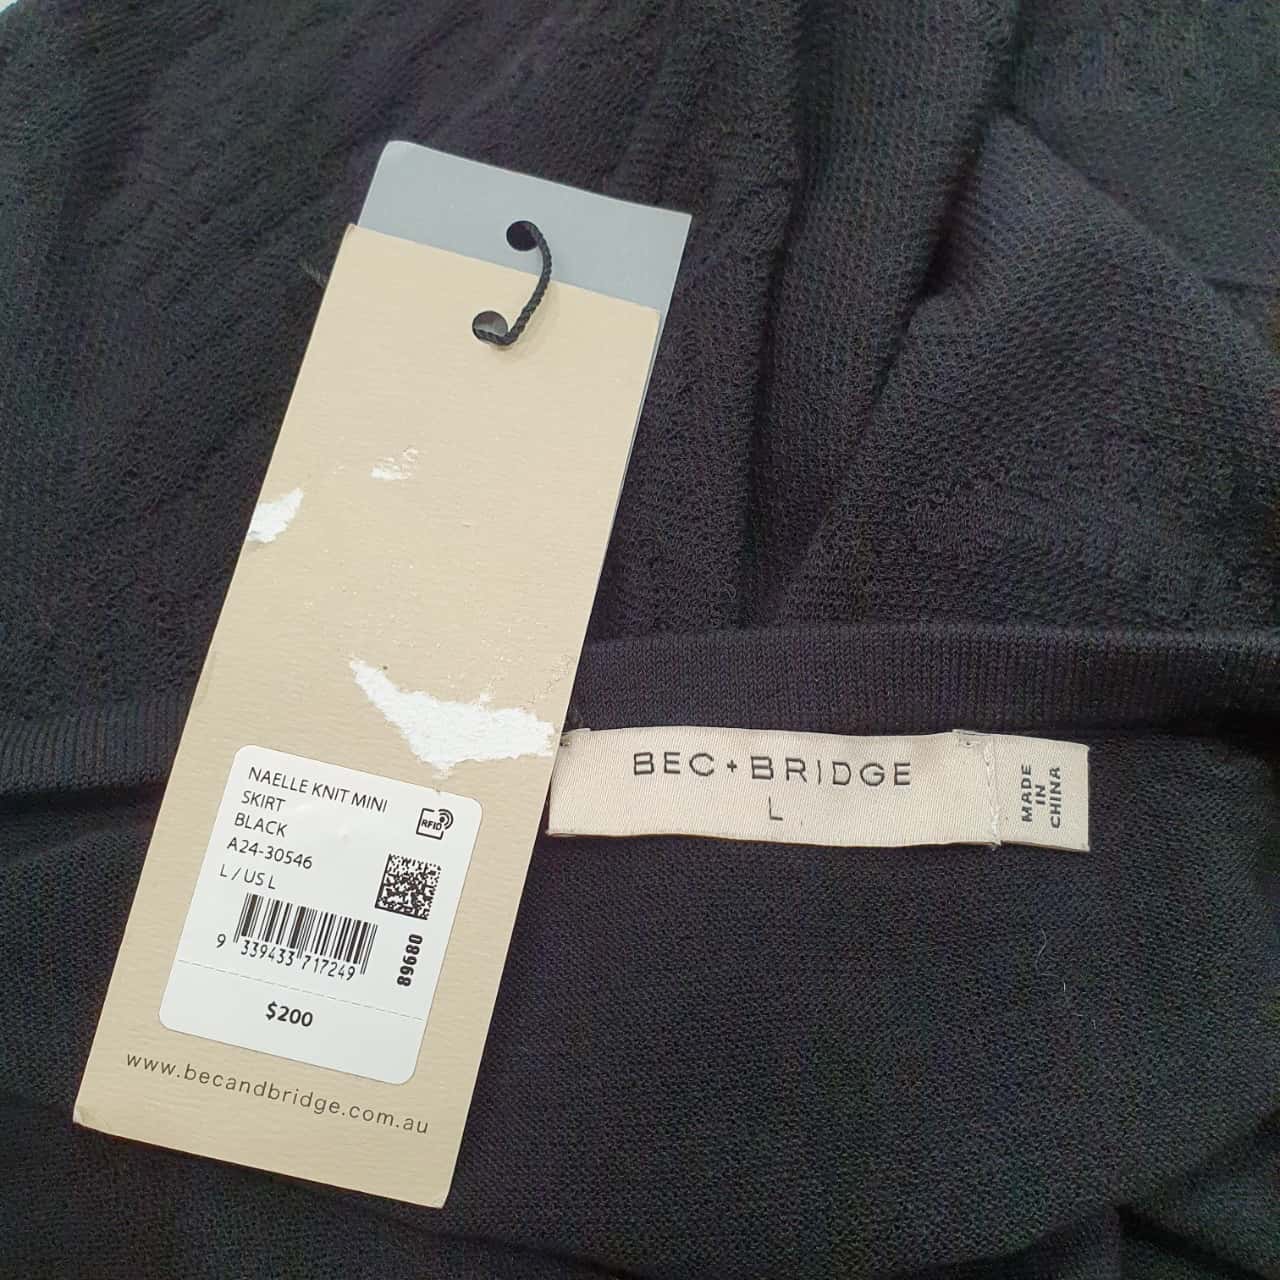 NAELLE KNIT MINI
SKIRT
BLACK
A24-30546
L / US L
RFID
9 339433 717249
89680
$200
www.becandbridge.com.au
BEC+BRIDGE
L
MADE
IN
CHINA